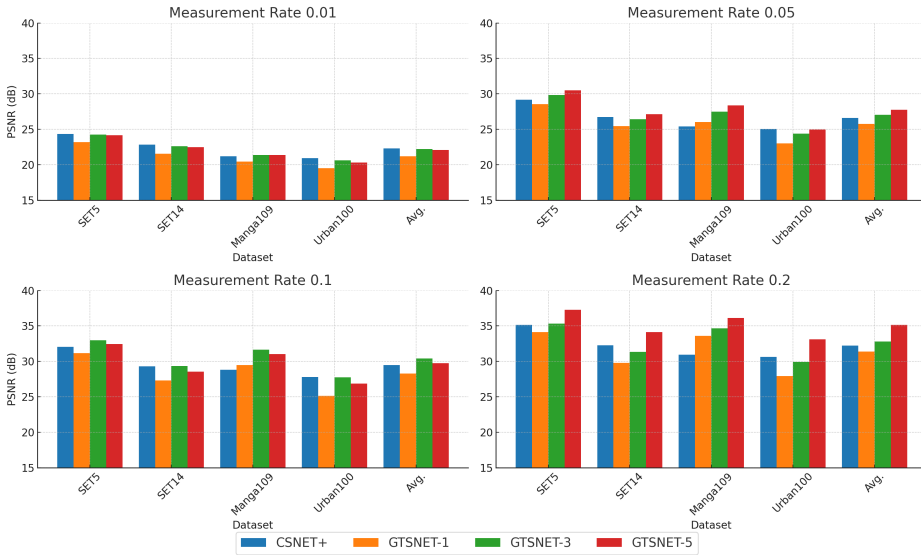 Measurement Rate 0.01
PSNR (dB)
40
35
30
25
20
15
SET5
SET14
Manga109
Urban100
Avg.
Dataset
Measurement Rate 0.05
40
35
30
25
20
15
SET5
SET14
Manga109
Urban100
Avg.
Dataset
Measurement Rate 0.1
PSNR (dB)
40
35
30
25
20
15
SET5
SET14
Manga109
Urban100
Avg.
Dataset
Measurement Rate 0.2
40
35
30
25
20
15
SET5
SET14
Manga109
Urban100
Avg.
Dataset
CSNET+ GTSNET-1 GTSNET-3 GTSNET-5